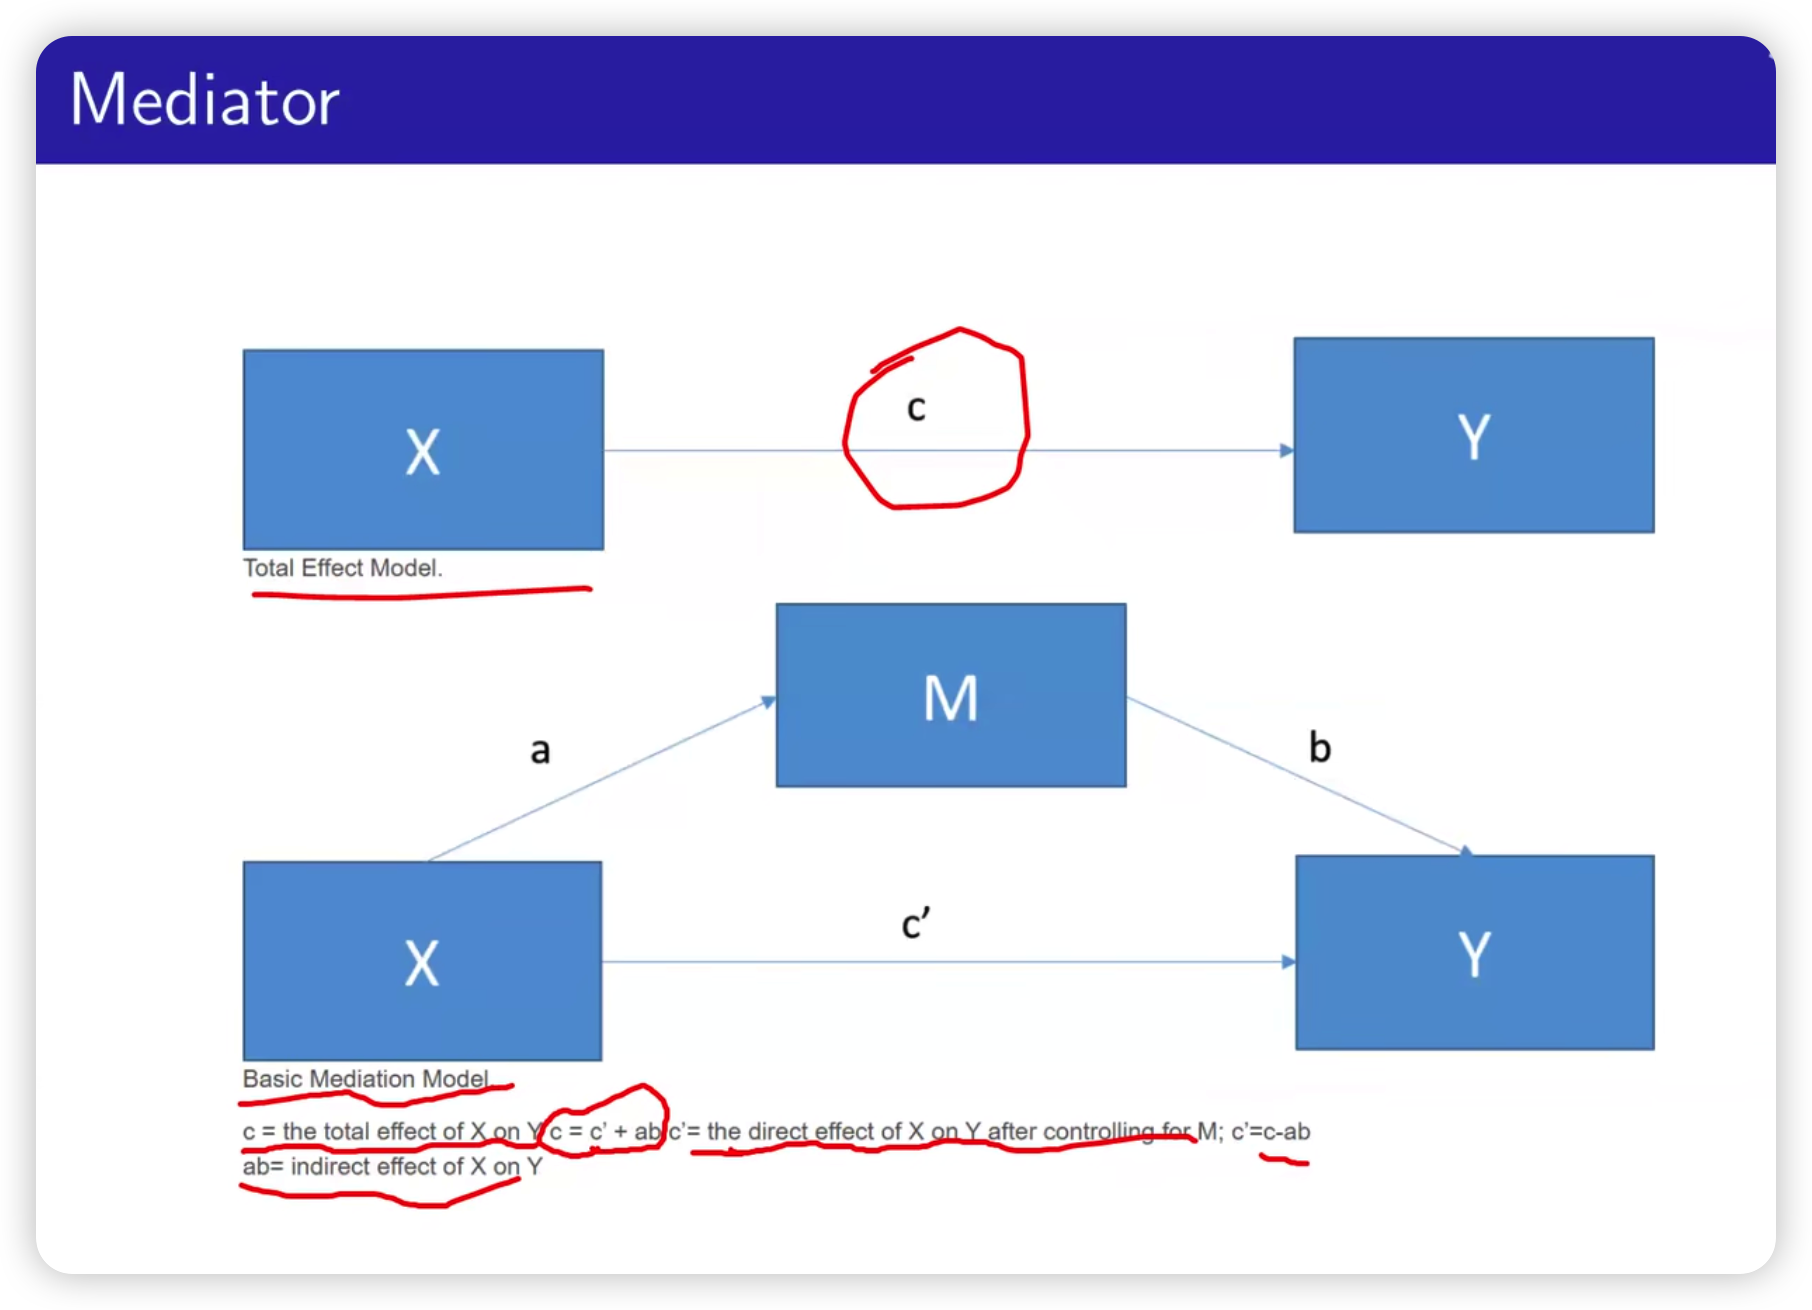 Mediator
X
c
Y
Total Effect Model.
M
a
b
X
c’
Y
Basic Mediation Model.
c = the total effect of X on Y c = c’ + ab c’= the direct effect of X on Y after controlling for M; c’=c-ab
ab= indirect effect of X on Y